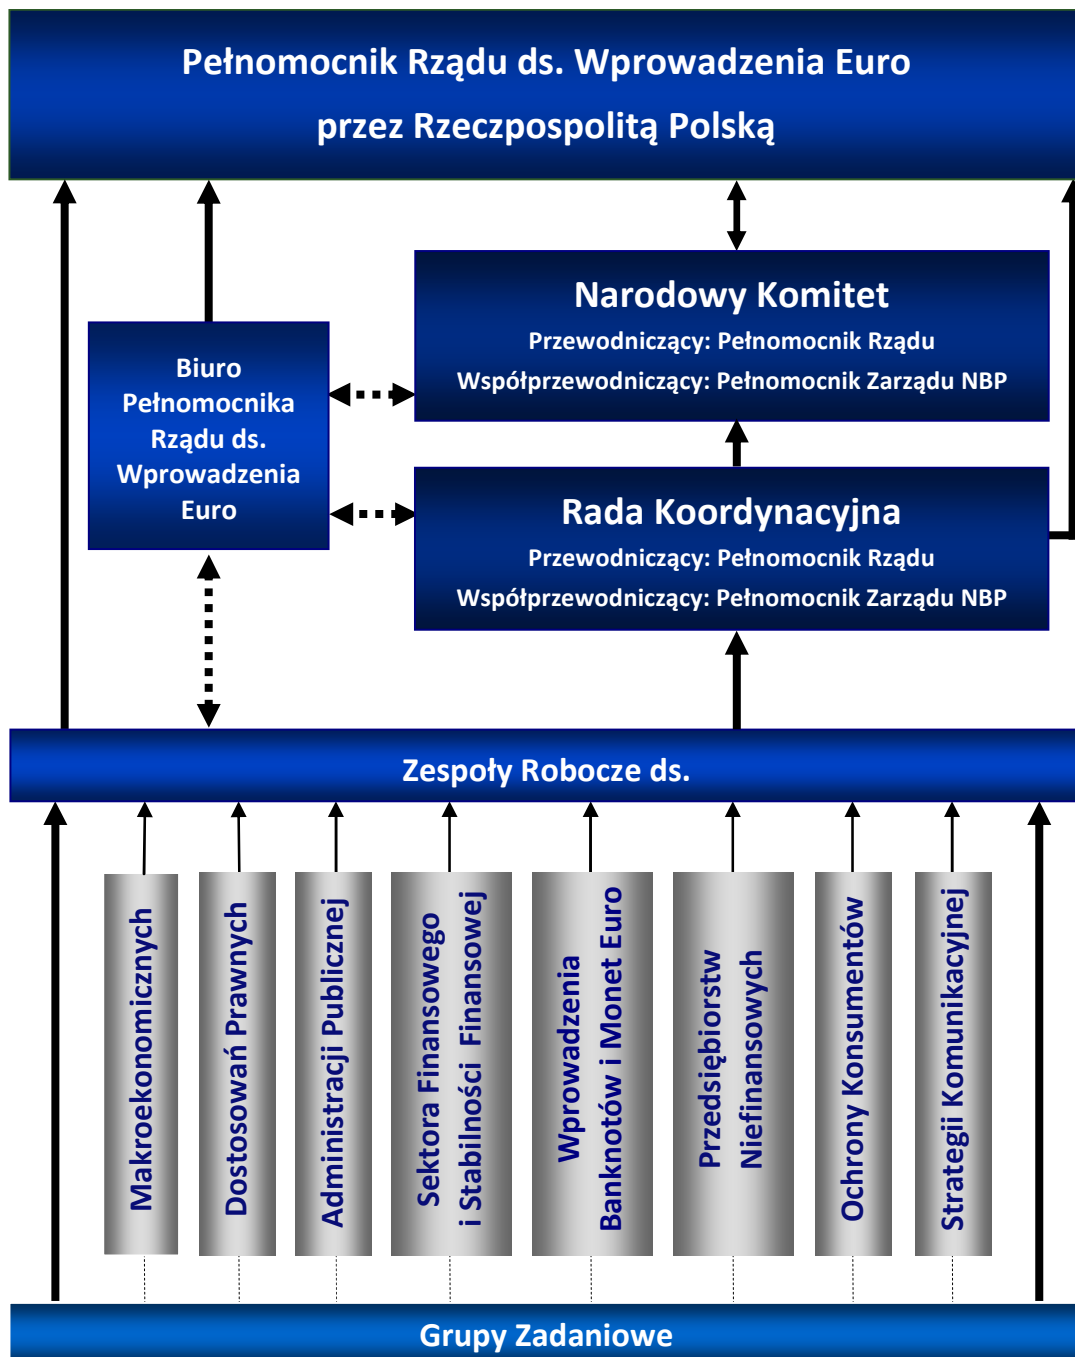 Pełnomocnik Rządu ds. Wprowadzenia Euro
przez Rzeczpospolitą Polską
Narodowy Komitet
Przewodniczący: Pełnomocnik Rządu
Współprzewodniczący: Pełnomocnik Zarządu NBP
Biuro
Pełnomocnika
Rządu ds.
Wprowadzenia
Euro
Rada Koordynacyjna
Przewodniczący: Pełnomocnik Rządu
Współprzewodniczący: Pełnomocnik Zarządu NBP
Zespoły Robocze ds.
Makroekonomicznych
Dostosowań Prawnych
Administracji Publicznej
Sektora Finansowego
i Stabilności Finansowej
Wprowadzenia
Banknotów i Monet Euro
Przedsiębiorstw
Niefinansowych
Ochrony Konsumentów
Strategii Komunikacyjnej
Grupy Zadaniowe